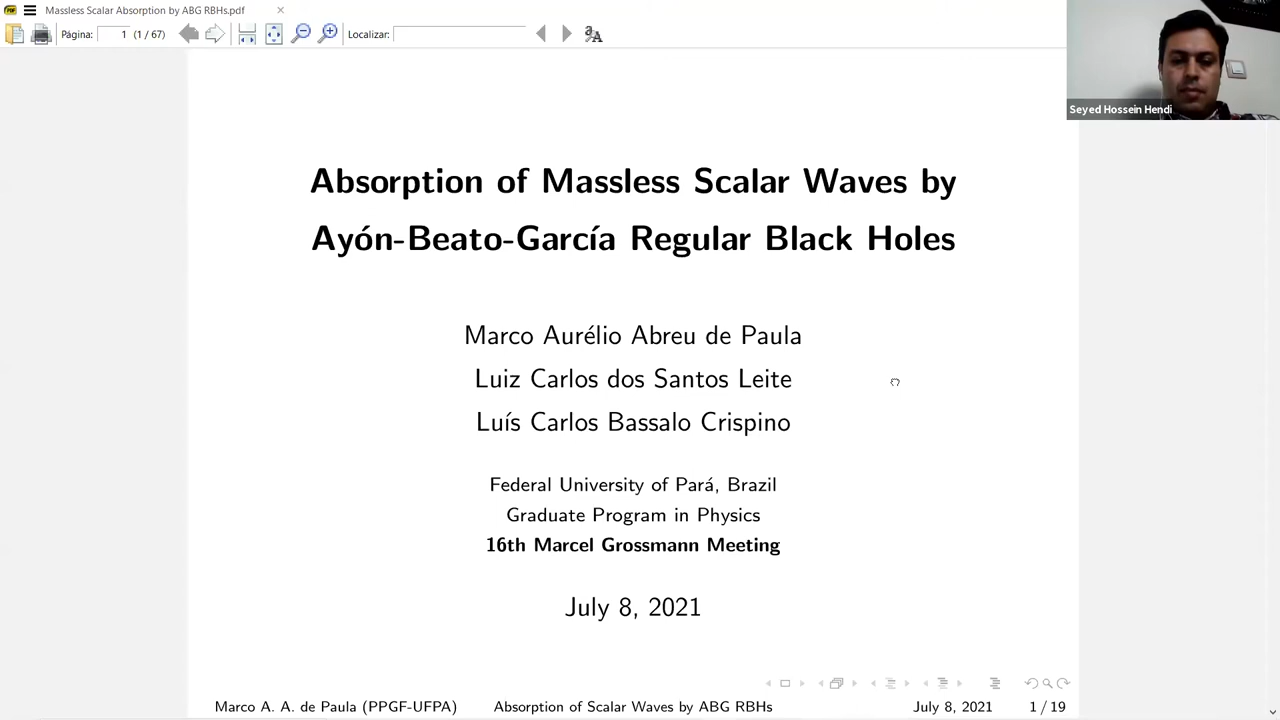 Massless Scalar Absorption by ABG RBHs.pdf
Página: 1 (1 / 67) Localizar:
Seyed Hossein Hendi
Absorption of Massless Scalar Waves by
Ayón-Beato-García Regular Black Holes
Marco Aurélio Abreu de Paula
Luiz Carlos dos Santos Leite
Luís Carlos Bassalo Crispino
Federal University of Pará, Brazil
Graduate Program in Physics
16th Marcel Grossmann Meeting
July 8, 2021
Marco A. A. de Paula (PPGF-UFPA) Absorption of Scalar Waves by ABG RBHs July 8, 2021 1 / 19